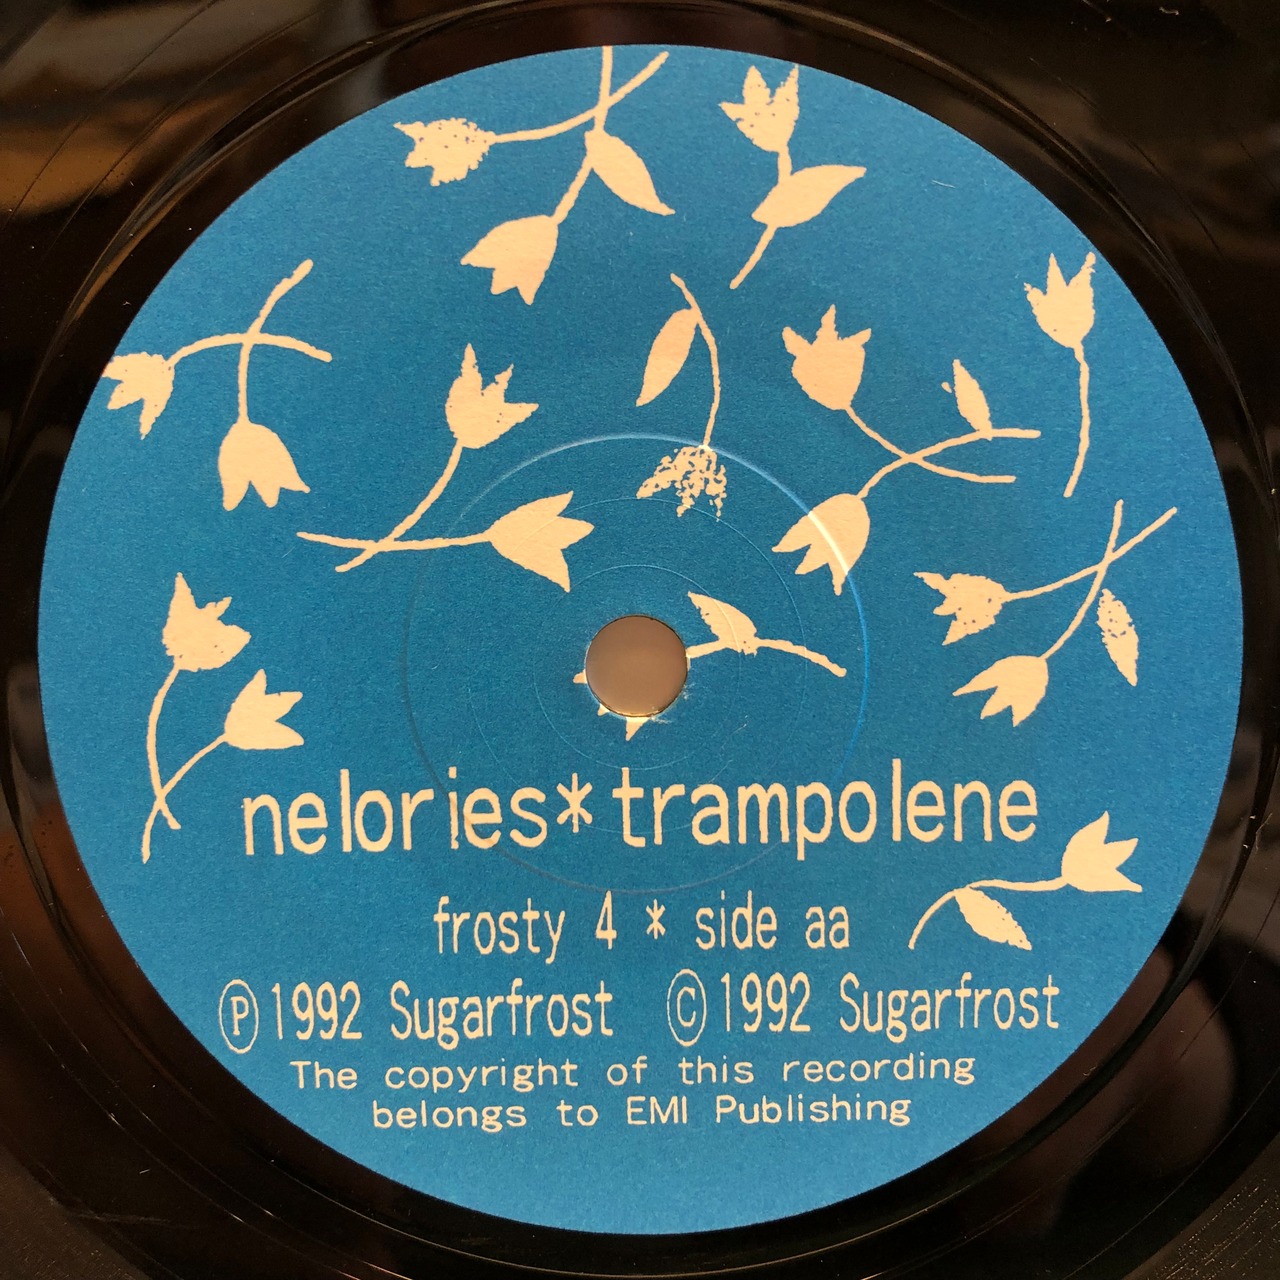 nelories*trampolene
frosty 4 * side aa
℗1992 Sugarfrost ©1992 Sugarfrost
The copyright of this recording
belongs to EMI Publishing